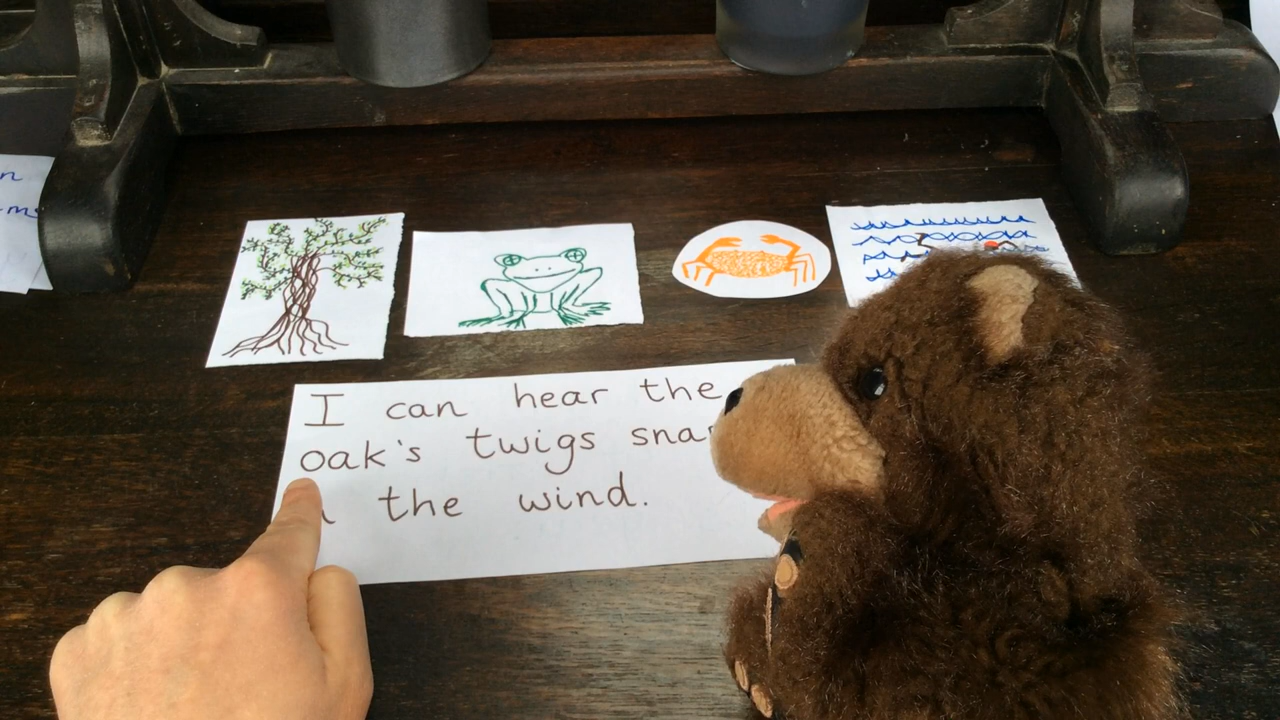 I can hear the
oak's twigs
the wind.